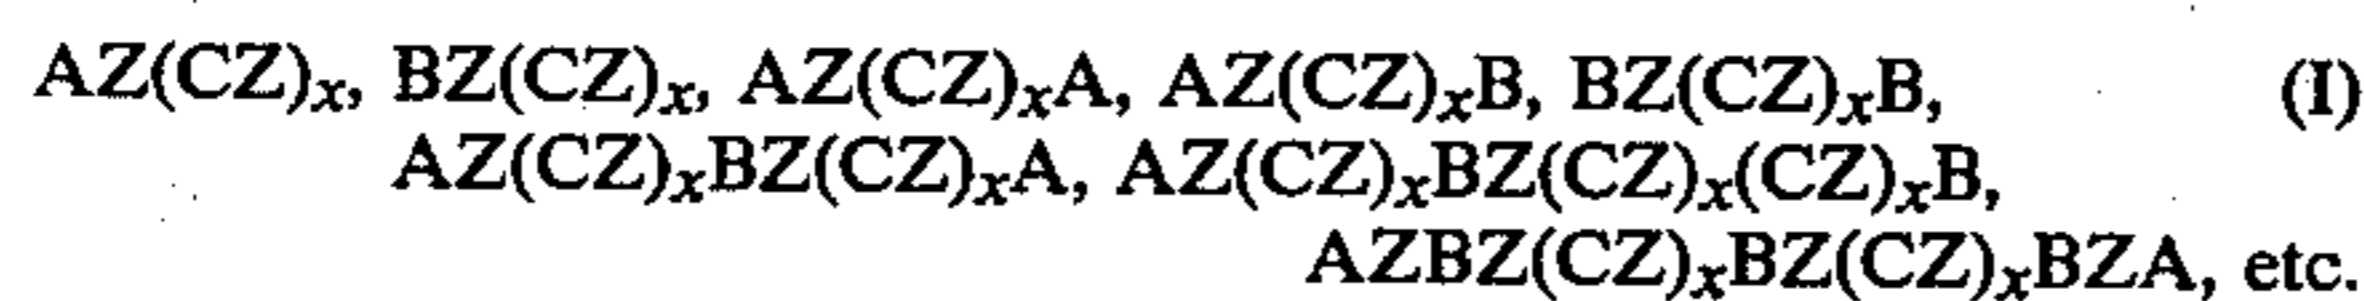 AZ(CZ)x, BZ(CZ)x, AZ(CZ)xA, AZ(CZ)xB, BZ(CZ)xB, (I)
AZ(CZ)xBZ(CZ)xA, AZ(CZ)xBZ(CZ)x(CZ)xB,
AZBZ(CZ)xBZ(CZ)xBZA, etc.